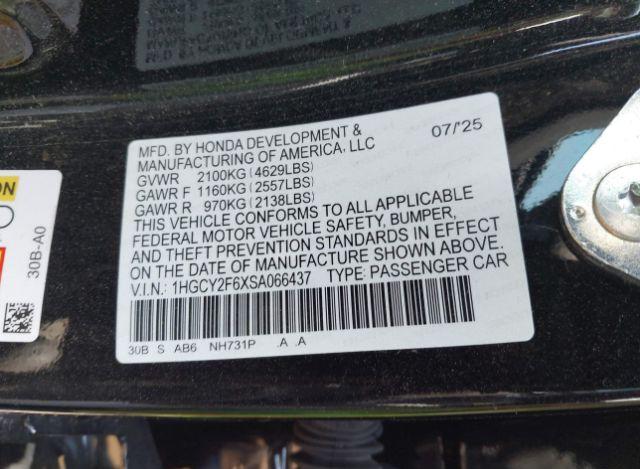 MFD. BY HONDA DEVELOPMENT & 07/'25
MANUFACTURING OF AMERICA, LLC
GVWR 2100KG (4629LBS)
GAWR F 1160KG (2557LBS)
GAWR R 970KG (2138LBS)
THIS VEHICLE CONFORMS TO ALL APPLICABLE
FEDERAL MOTOR VEHICLE SAFETY, BUMPER,
AND THEFT PREVENTION STANDARDS IN EFFECT
ON THE DATE OF MANUFACTURE SHOWN ABOVE.
V.I.N.: 1HGCY2F6XSA066437 TYPE: PASSENGER CAR
30B S AB6 NH731P .A .A
30B-A0